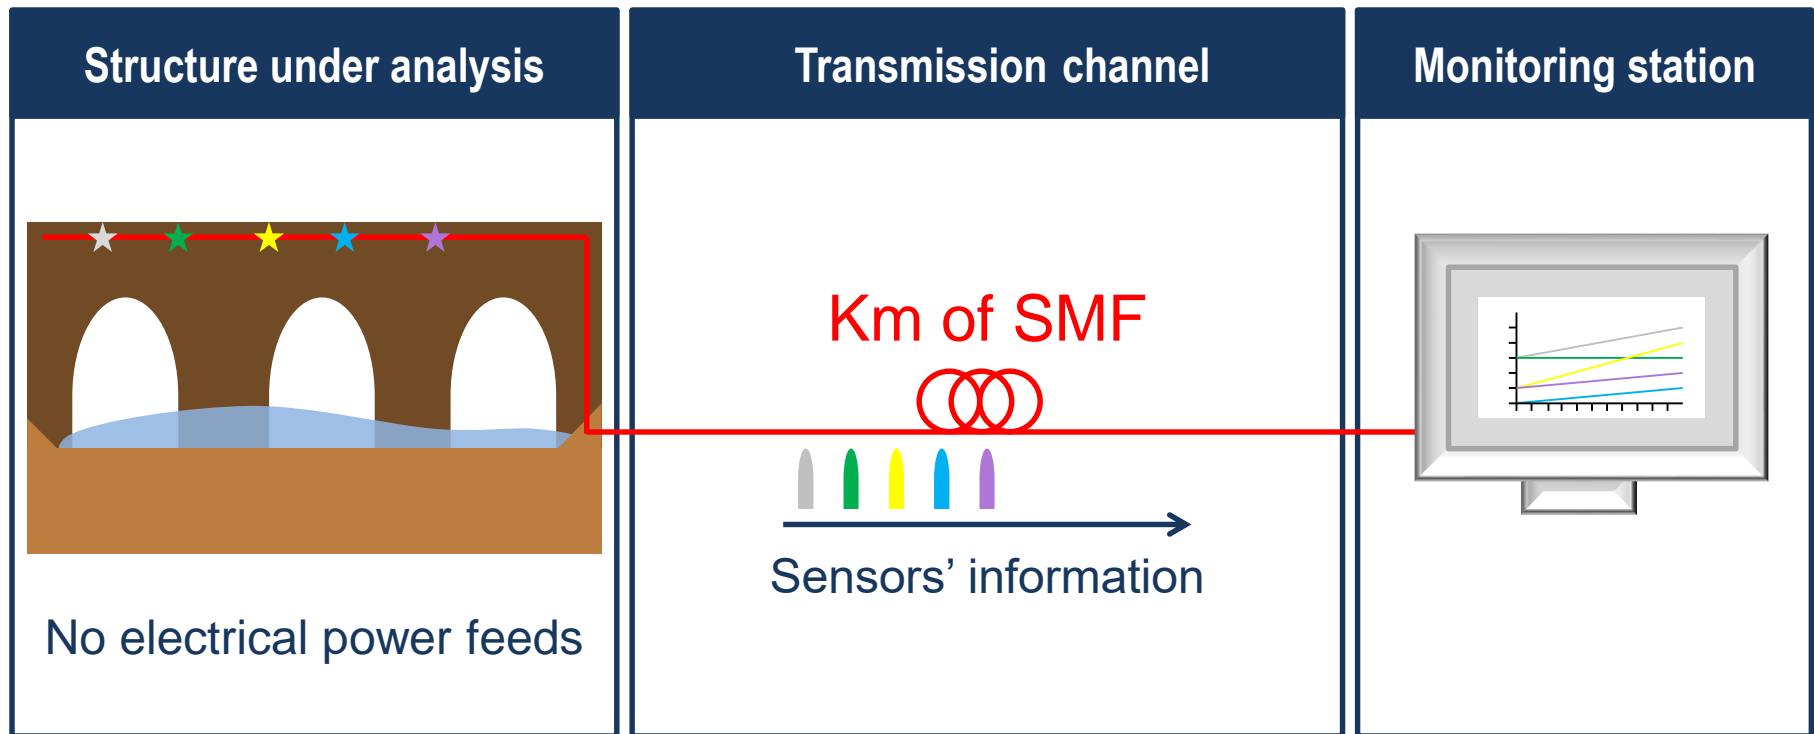 Structure under analysis
Transmission channel
Monitoring station
Km of SMF
Sensors’ information
No electrical power feeds